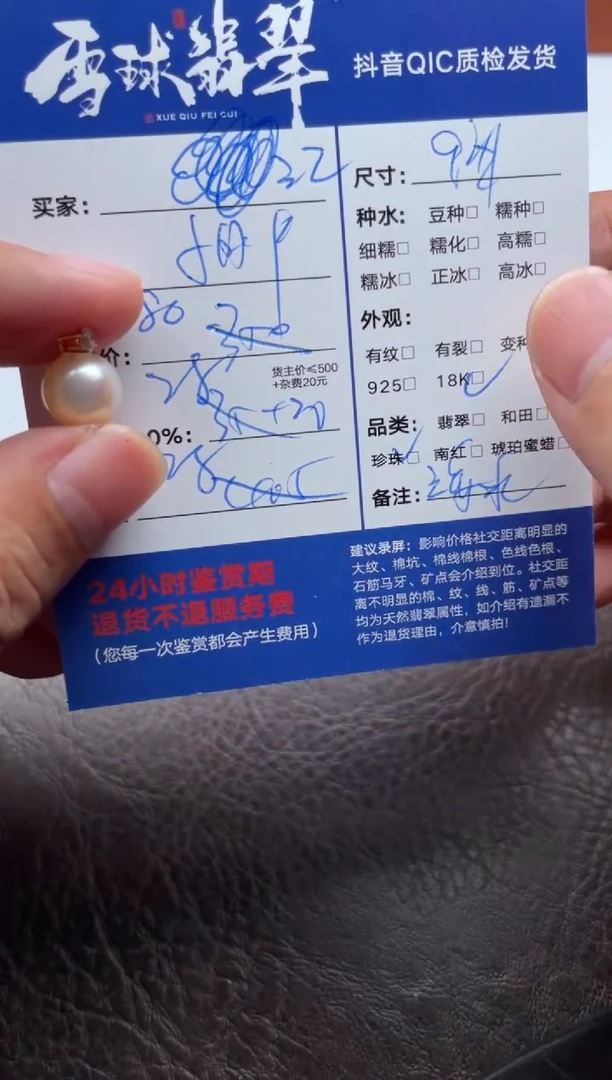 雪球翡翠
XUE QIU FEI CUI
抖音QIC质检发货
买家: 22
价:
货主价≤500
+杂费20元
0%:
24小时鉴赏期
退货不退服务费
(您每一次鉴赏都会产生费用)
尺寸:
种水: 豆种□ 糯种□
细糯□ 糯化□ 高糯□
糯冰□ 正冰□ 高冰□
外观:
有纹□ 有裂□ 变种
925□ 18K□
品类: 翡翠□ 和田□
珍珠□ 南红□ 琥珀蜜蜡□
备注: 海水
建议录屏: 影响价格社交距离明显的
大纹、棉坑、棉线棉根、色线色根、
石筋马牙、矿点会介绍到位。社交距
离不明显的棉、纹、线、筋、矿点等
均为天然翡翠属性, 如介绍有遗漏不
作为退货理由, 介意慎拍!